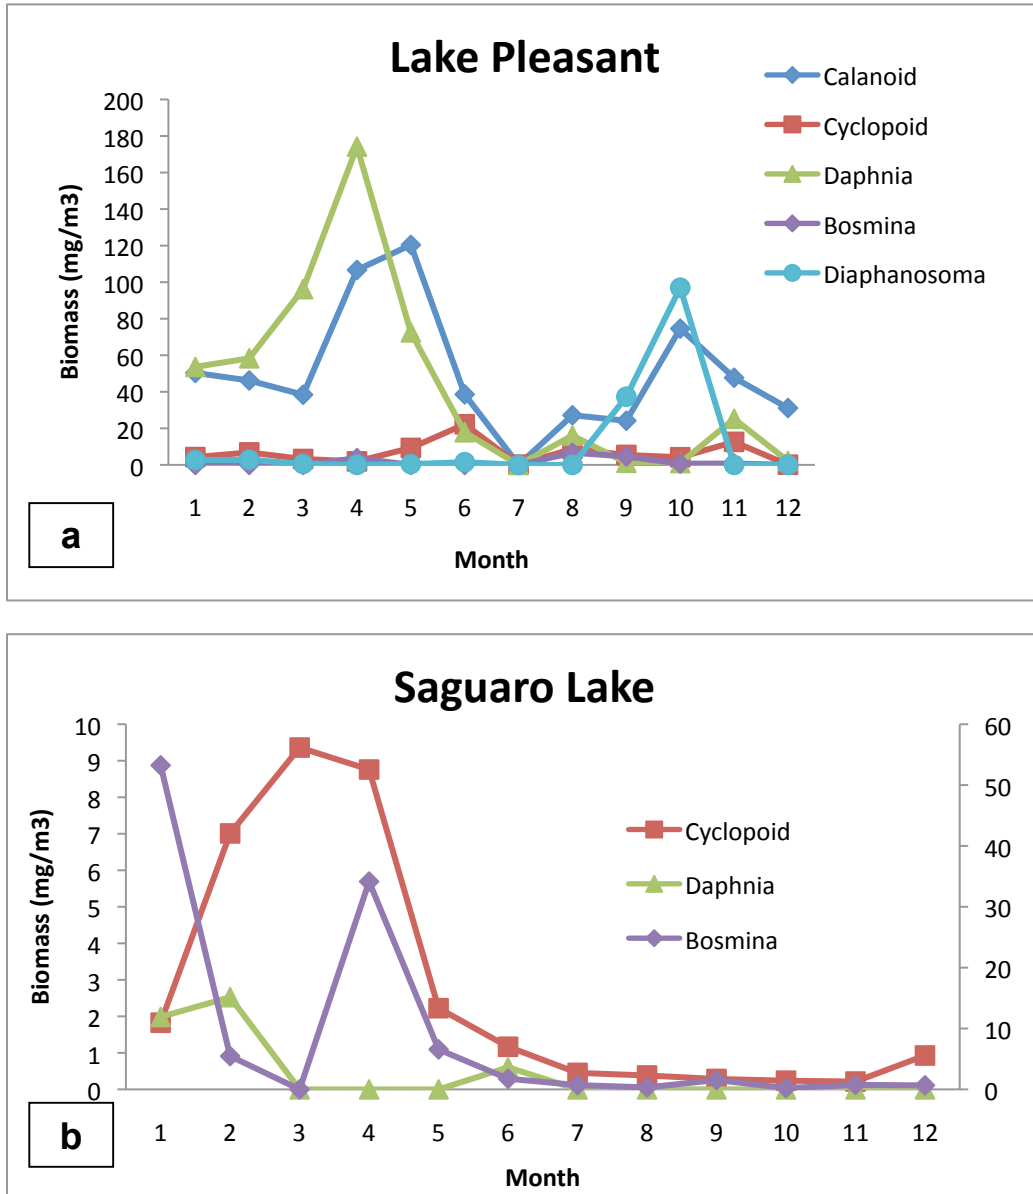 Lake Pleasant
Calanoid
Cyclopoid
Daphnia
Bosmina
Diaphanosoma
Biomass (mg/m3)
200
180
160
140
120
100
80
60
40
20
0
1 2 3 4 5 6 7 8 9 10 11 12
Month
a
Saguaro Lake
Cyclopoid
Daphnia
Bosmina
Biomass (mg/m3)
10
9
8
7
6
5
4
3
2
1
0
60
50
40
30
20
10
0
1 2 3 4 5 6 7 8 9 10 11 12
Month
b